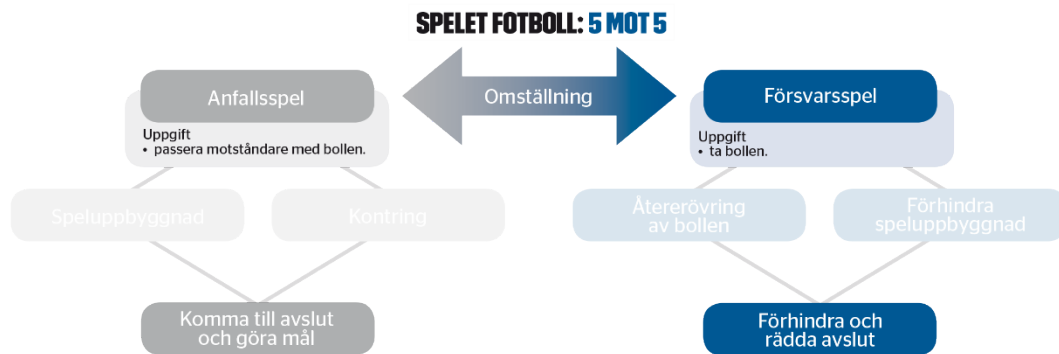 SPELET FOTBOLL: 5 MOT 5
Anfallsspel
Omställning
Försvarsspel
Uppgift
• passera motståndare med bollen.
Uppgift
• ta bollen.
Speluppbyggnad
Kontring
Återerövring
av bollen
Förhindra
speluppbyggnad
Komma till avslut
och göra mål
Förhindra och
rädda avslut